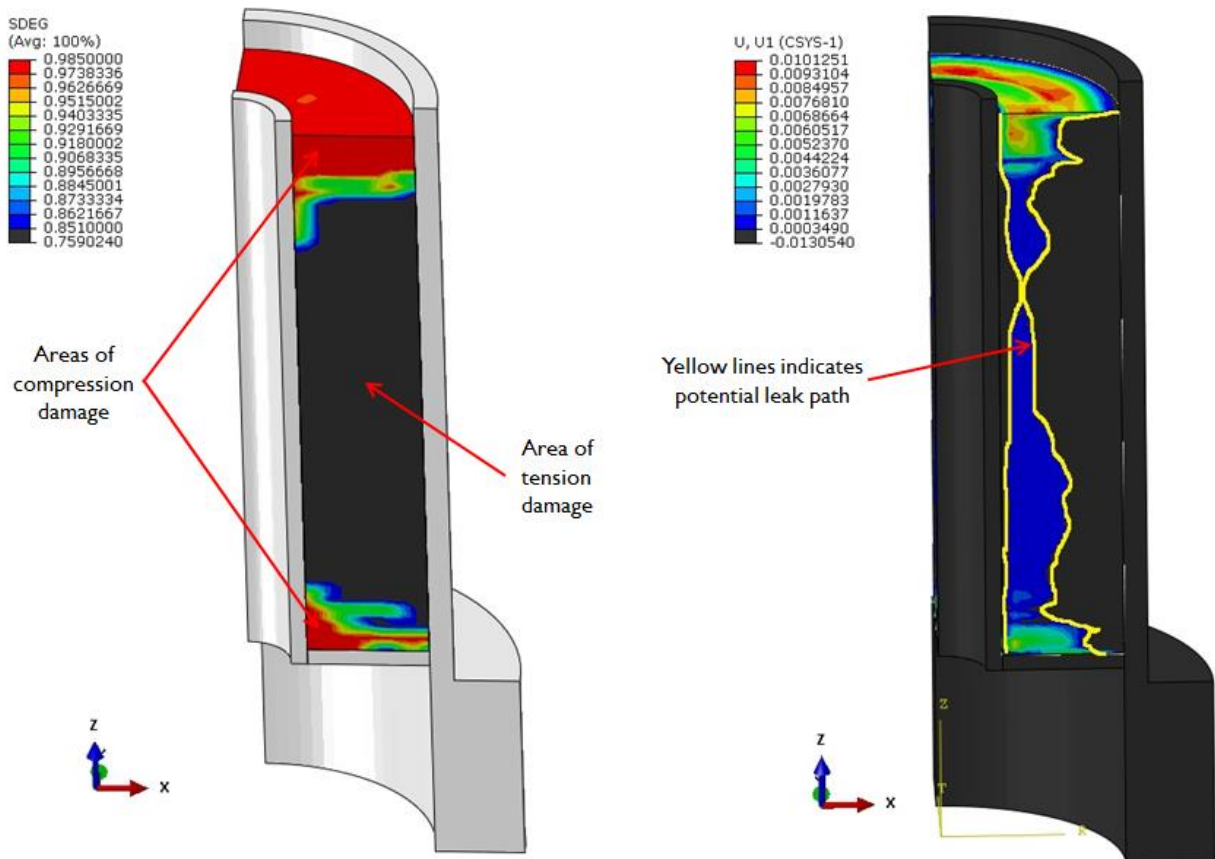 SDEG
(Avg: 100%)
0.9850000
0.9738336
0.9626669
0.9515002
0.9403335
0.9291669
0.9180002
0.9068335
0.8956668
0.8845001
0.8733334
0.8621667
0.8510000
0.7590240
Areas of
compression
damage
Area of
tension
damage
z
x
U, U1 (CSYS-1)
0.0101251
0.0093104
0.0084957
0.0076810
0.0068664
0.0060517
0.0052370
0.0044224
0.0036077
0.0027930
0.0019783
0.0011637
0.0003490
-0.0130540
Yellow lines indicates
potential leak path
z
x
z
T
R